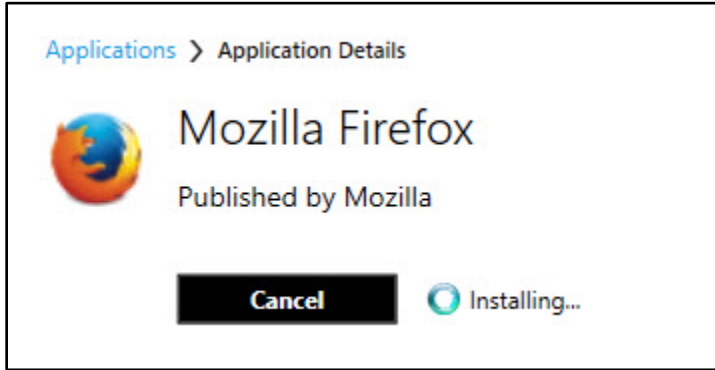 Applications > Application Details
Mozilla Firefox
Published by Mozilla
Cancel
Installing...